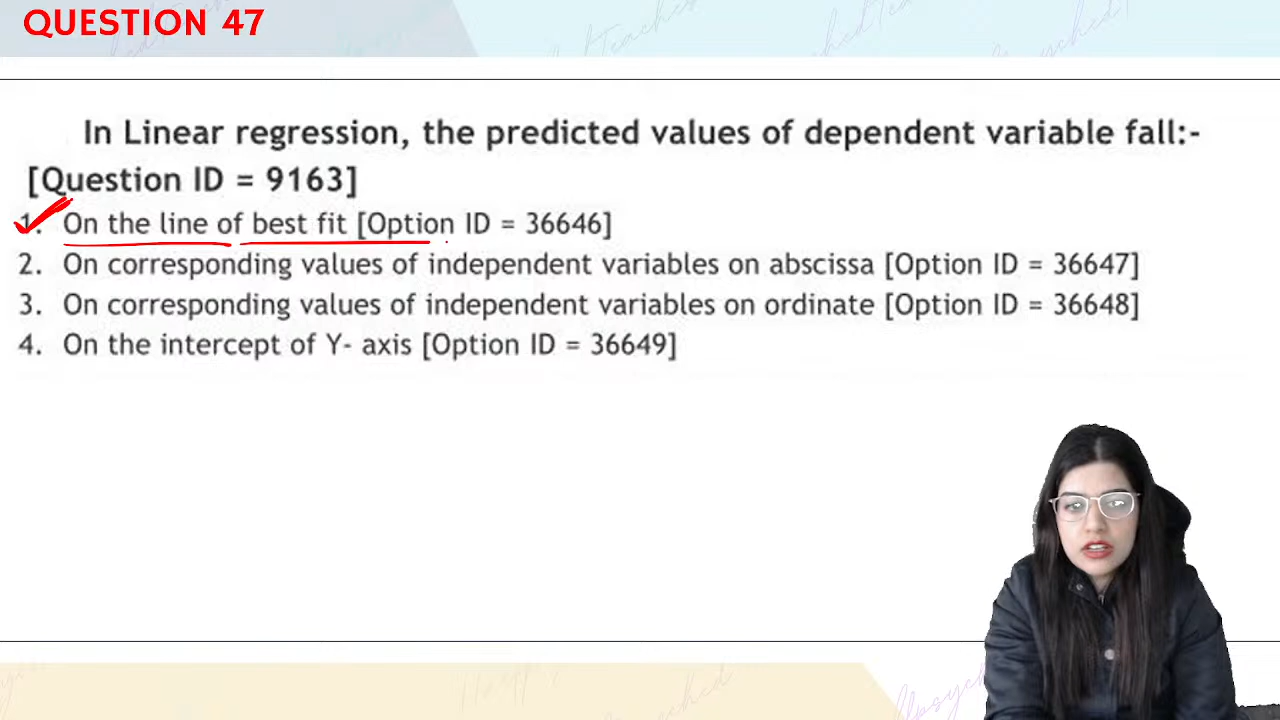 QUESTION 47
In Linear regression, the predicted values of dependent variable fall:-
[Question ID = 9163]
1. On the line of best fit [Option ID = 36646]
2. On corresponding values of independent variables on abscissa [Option ID = 36647]
3. On corresponding values of independent variables on ordinate [Option ID = 36648]
4. On the intercept of Y- axis [Option ID = 36649]